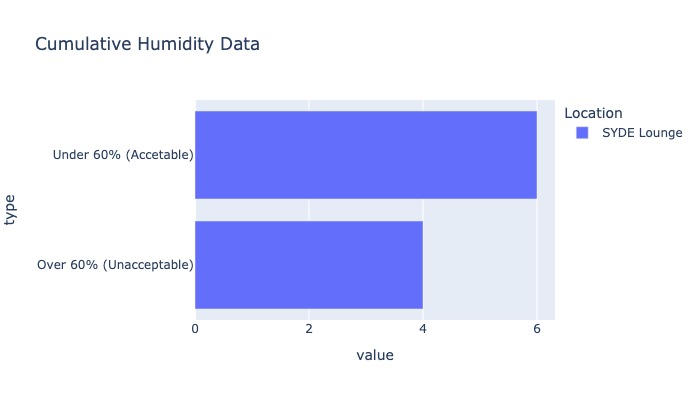 Cumulative Humidity Data
Location
SYDE Lounge
Under 60% (Accetable)
type
Over 60% (Unacceptable)
0 2 4 6
value